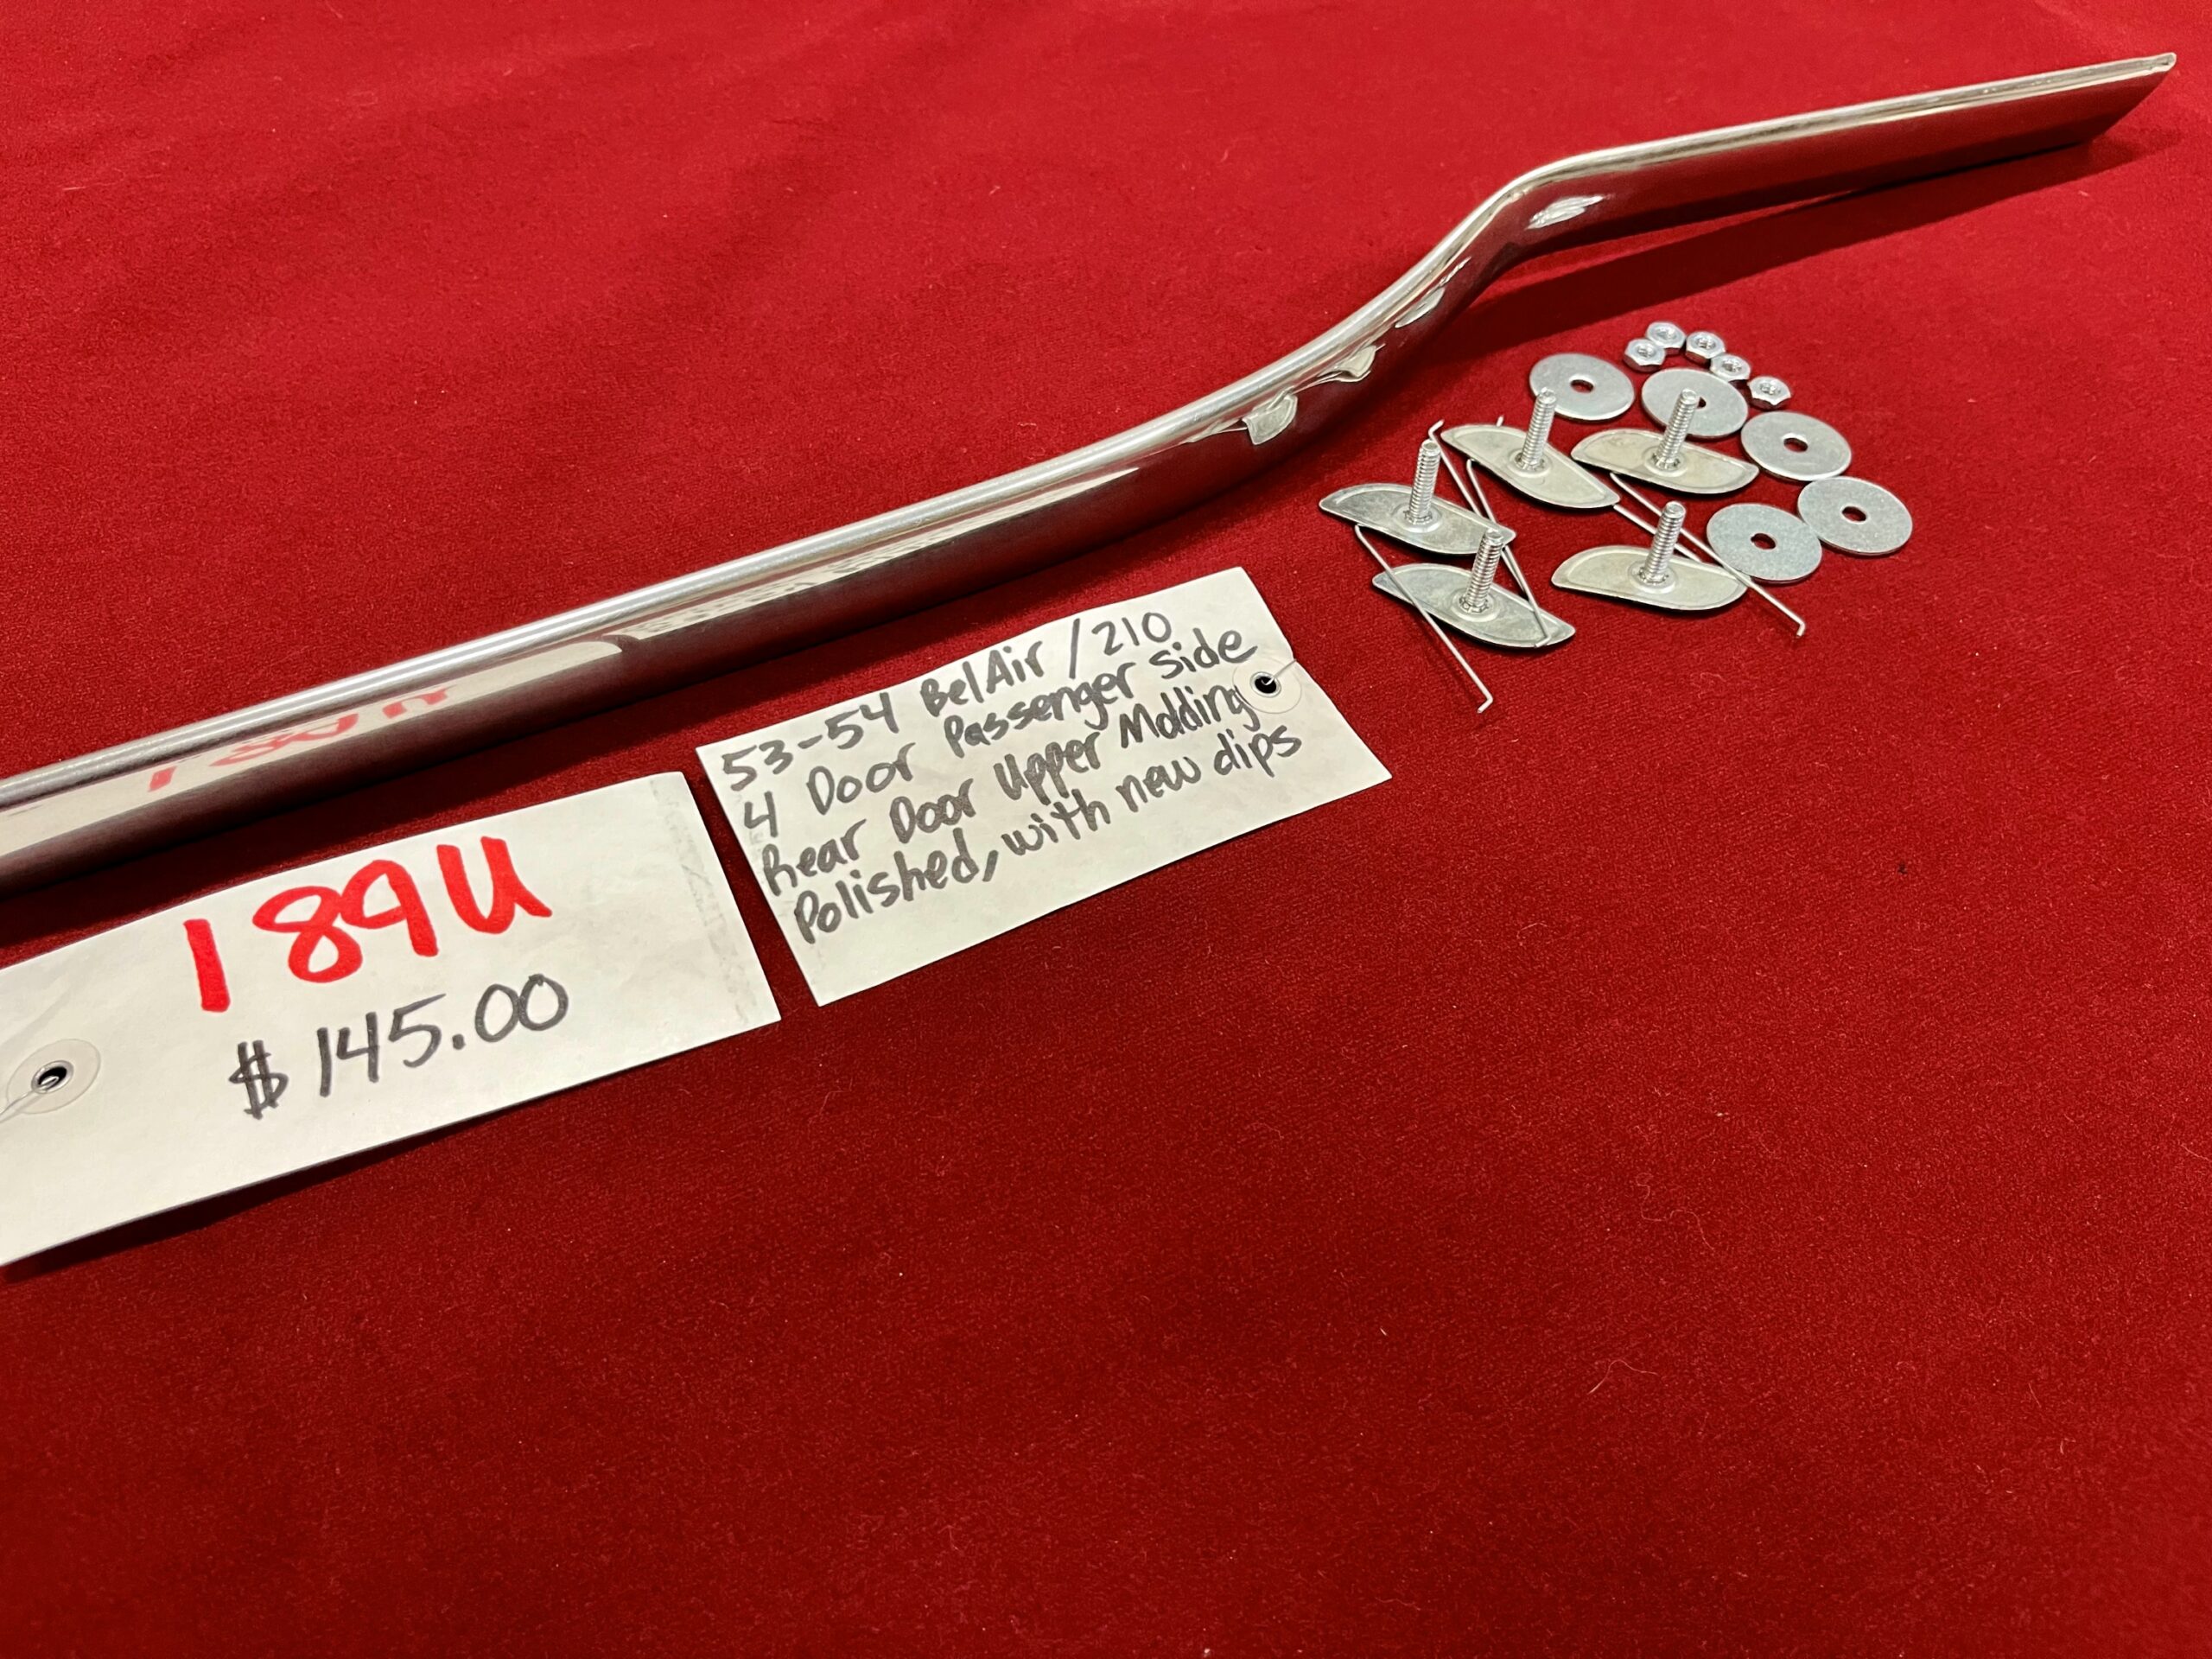 189U
$145.00
53-54 BelAir/210
4 Door Passenger Side
Rear Door Upper Molding
Polished, with new clips